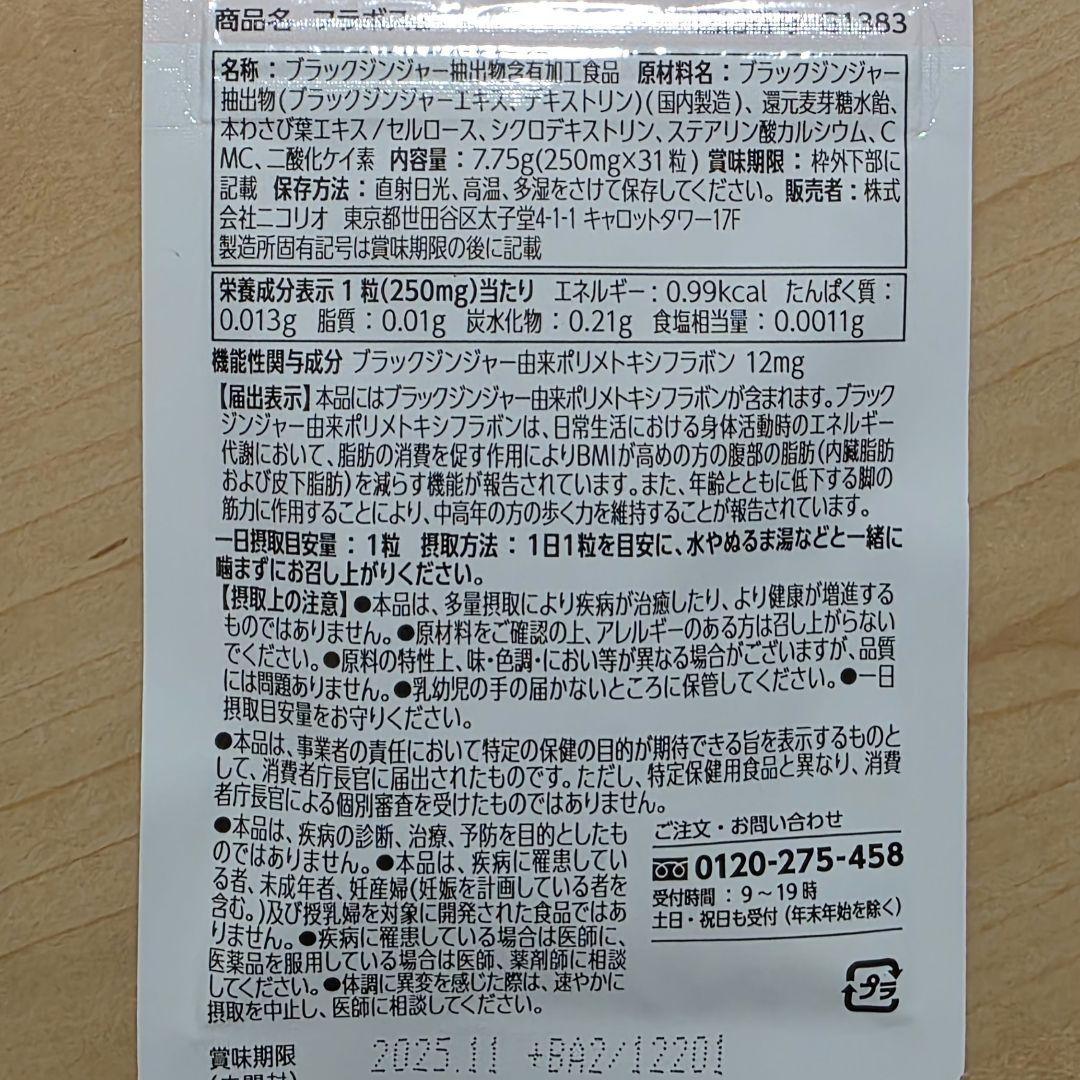 商品名
1383
名称：ブラックジンジャー抽出物含有加工食品　原材料名：ブラックジンジャー
抽出物(ブラックジンジャーエキス、デキストリン)(国内製造)、還元麦芽糖水飴、
本わさび葉エキス/セルロース、シクロデキストリン、ステアリン酸カルシウム、C
MC、二酸化ケイ素　内容量：7.75g(250mg×31粒)　賞味期限：枠外下部に
記載　保存方法：直射日光、高温、多湿をさけて保存してください。　販売者：株式
会社ニコリオ　東京都世田谷区太子堂4-1-1 キャロットタワー17F
製造所固有記号は賞味期限の後に記載
栄養成分表示 1粒(250mg)当たり　エネルギー：0.99kcal　たんぱく質：
0.013g　脂質：0.01g　炭水化物：0.21g　食塩相当量：0.0011g
機能性関与成分 ブラックジンジャー由来ポリメトキシフラボン 12mg
【届出表示】本品にはブラックジンジャー由来ポリメトキシフラボンが含まれます。ブラック
ジンジャー由来ポリメトキシフラボンは、日常生活における身体活動時のエネルギー
代謝において、脂肪の消費を促す作用によりBMIが高めの方の腹部の脂肪(内臓脂肪
および皮下脂肪)を減らす機能が報告されています。また、年齢とともに低下する脚の
筋力に作用することにより、中高年の方の歩く力を維持することが報告されています。
一日摂取目安量：1粒　摂取方法：1日1粒を目安に、水やぬるま湯などと一緒に
噛まずにお召し上がりください。
【摂取上の注意】●本品は、多量摂取により疾病が治癒したり、より健康が増進する
ものではありません。●原材料をご確認の上、アレルギーのある方は召し上がらない
でください。●原料の特性上、味・色調・におい等が異なる場合がございますが、品質
には問題ありません。●乳幼児の手の届かないところに保管してください。●一日
摂取目安量をお守りください。
●本品は、事業者の責任において特定の保健の目的が期待できる旨を表示するものと
して、消費者庁長官に届出されたものです。ただし、特定保健用食品と異なり、消費
者庁長官による個別審査を受けたものではありません。
●本品は、疾病の診断、治療、予防を目的としたも
のではありません。●本品は、疾病に罹患してい
る者、未成年者、妊産婦(妊娠を計画している者を
含む。)及び授乳婦を対象に開発された食品ではあ
りません。●疾病に罹患している場合は医師に、
医薬品を服用している場合は医師、薬剤師に相談
してください。●体調に異変を感じた際は、速やかに
摂取を中止し、医師に相談してください。
ご注文・お問い合わせ
0120-275-458
受付時間：9～19時
土日・祝日も受付（年末年始を除く）
プラ
賞味期限 2025.11 +BA2/12201